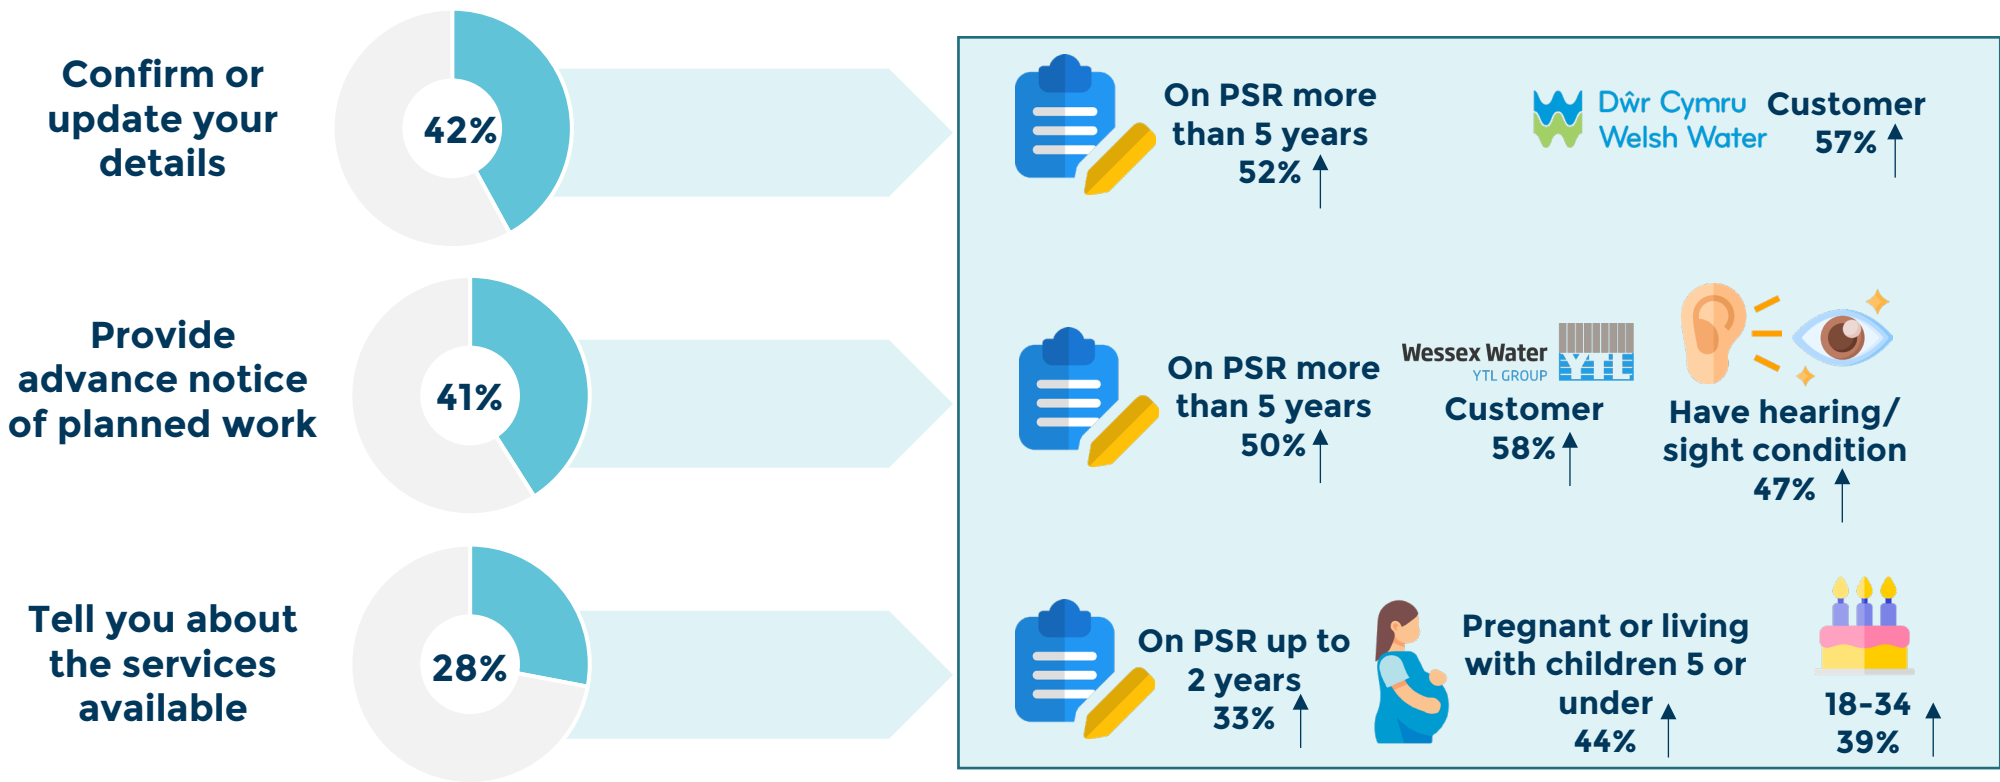 Confirm or
update your
details
42%
On PSR more
than 5 years
52%
Dŵr Cymru
Welsh Water
Customer
57%
Provide
advance notice
of planned work
41%
On PSR more
than 5 years
50%
Wessex Water
YTL GROUP
YTL
Customer
58%
Have hearing/
sight condition
47%
Tell you about
the services
available
28%
On PSR up to
2 years
33%
Pregnant or living
with children 5 or
under
44%
18-34
39%